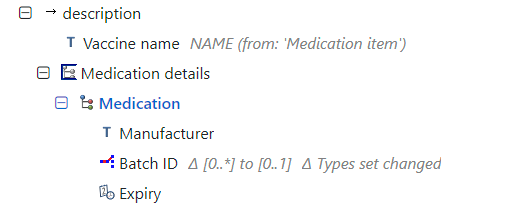 → description
T Vaccine name NAME (from: 'Medication item')
Medication details
Medication
T Manufacturer
Batch ID Δ [0..*] to [0..1] Δ Types set changed
Expiry